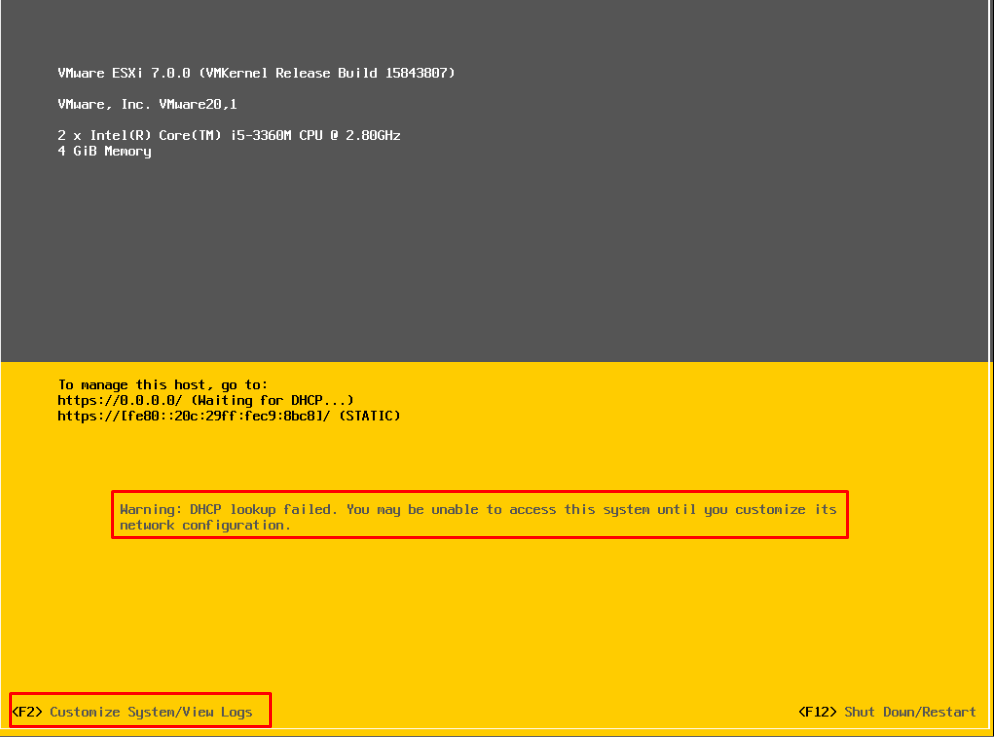 VMware ESXi 7.0.0 (VMKernel Release Build 15843807)
VMware, Inc. VMware20,1
2 x Intel(R) Core(TM) i5-3360M CPU @ 2.80GHz
4 GiB Memory
To manage this host, go to:
https://0.0.0.0/ (Waiting for DHCP...)
https://[fe80::20c:29ff:fec9:8bc8]/ (STATIC)
Warning: DHCP lookup failed. You may be unable to access this system until you customize its
network configuration.
<F2> Customize System/View Logs
<F12> Shut Down/Restart